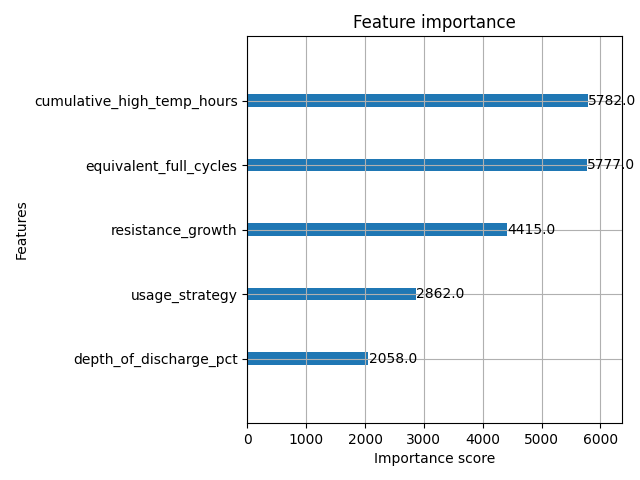 Feature importance
Features
cumulative_high_temp_hours
5782.0
equivalent_full_cycles
5777.0
resistance_growth
4415.0
usage_strategy
2862.0
depth_of_discharge_pct
2058.0
0 1000 2000 3000 4000 5000 6000
Importance score